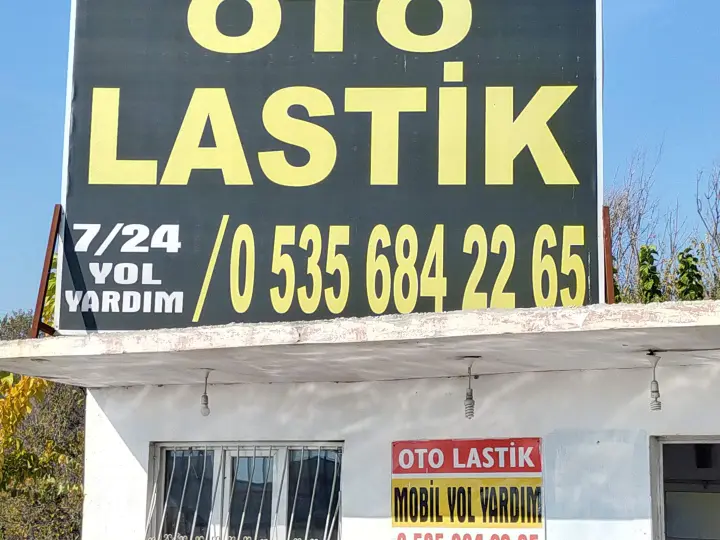 OTO
LASTİK
7/24
YOL
YARDIM
/0 535 684 22 65
OTO LASTİK
MOBİL YOL YARDIM